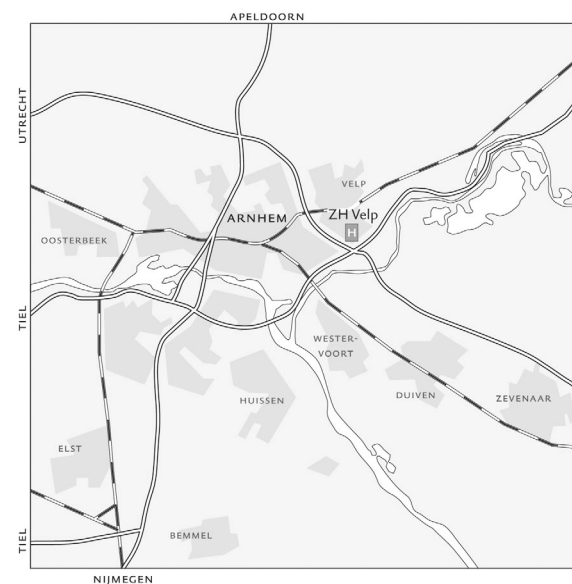 APELDOORN
UTRECHT
VELP
ARNHEM
ZH Velp
H
OOSTERBEEK
TIEL
WESTER-
VOORT
HUISSEN
DUIVEN
ZEVENAAR
ELST
TIEL
BEMMEL
NIJMEGEN